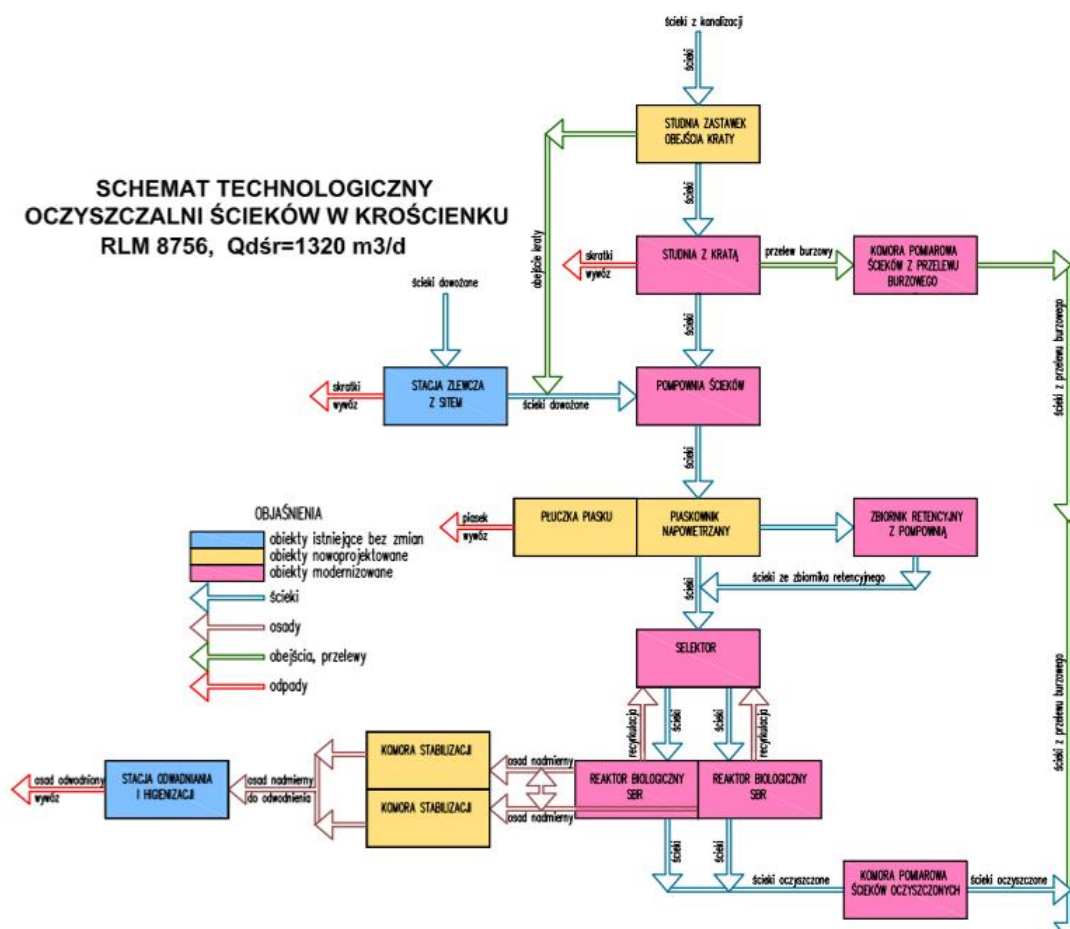 ścieki z kanalizacji
ścieki
STUDNIA ZASTAWEK
OBEJŚCIA KRATY
SCHEMAT TECHNOLOGICZNY
OCZYSZCZALNI ŚCIEKÓW W KROŚCIENKU
RLM 8756, Qdśr=1320 m3/d
ścieki
obejście kraty
skratki
wywóz
STUDNIA Z KRATĄ
przelew burzowy
KOMORA POMIAROWA
ŚCIEKÓW Z PRZELEWU
BURZOWEGO
ścieki dowożone
ścieki
ścieki z przelewu burzowego
skratki
wywóz
STACJA ZLEWCZA
Z SITEM
ścieki dowożone
POMPOWNIA ŚCIEKÓW
ścieki
piasek
wywóz
PŁUCZKA PIASKU
PIASKOWNIK
NAPOWIETRZANY
ZBIORNIK RETENCYJNY
Z POMPOWNIĄ
OBJAŚNIENIA
obiekty istniejące bez zmian
obiekty nowoprojektowane
obiekty modernizowane
ścieki
osady
obejścia, przelewy
odpady
ścieki
ścieki ze zbiornika retencyjnego
SELEKTOR
recyrkulacja
ścieki
ścieki
recyrkulacja
ścieki z przelewu burzowego
osad odwodniony
wywóz
STACJA ODWADNIANIA
I HIGENIZACJI
osad nadmierny
do odwodnienia
KOMORA STABILIZACJI
KOMORA STABILIZACJI
osad nadmierny
osad nadmierny
REAKTOR BIOLOGICZNY
SBR
REAKTOR BIOLOGICZNY
SBR
ścieki
ścieki
ścieki oczyszczone
KOMORA POMIAROWA
ŚCIEKÓW OCZYSZCZONYCH
ścieki oczyszczone